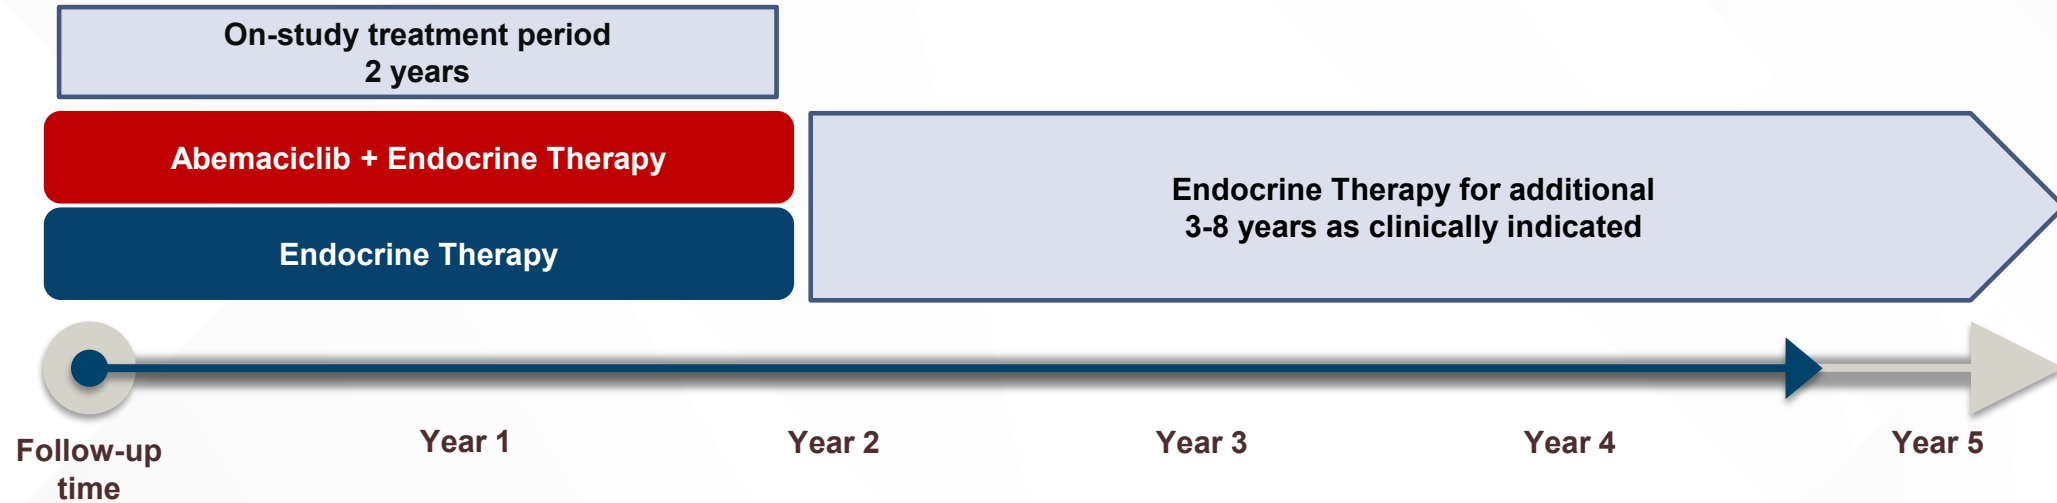 On-study treatment period
2 years
Abemaciclib + Endocrine Therapy
Endocrine Therapy
Endocrine Therapy for additional
3-8 years as clinically indicated
Follow-up
time
Year 1
Year 2
Year 3
Year 4
Year 5